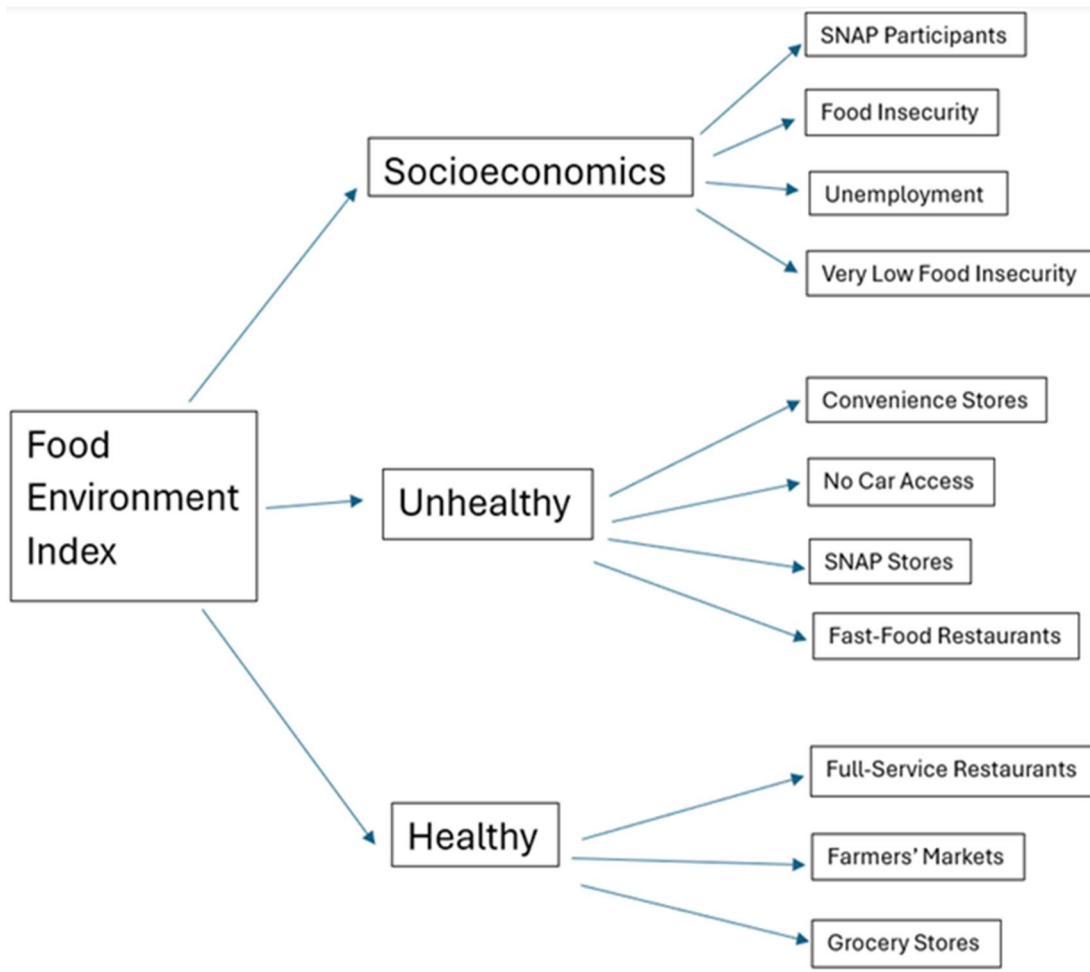 SNAP Participants
Food Insecurity
Socioeconomics
Unemployment
Very Low Food Insecurity
Food
Environment
Index
Convenience Stores
No Car Access
Unhealthy
SNAP Stores
Fast-Food Restaurants
Full-Service Restaurants
Healthy
Farmers’ Markets
Grocery Stores